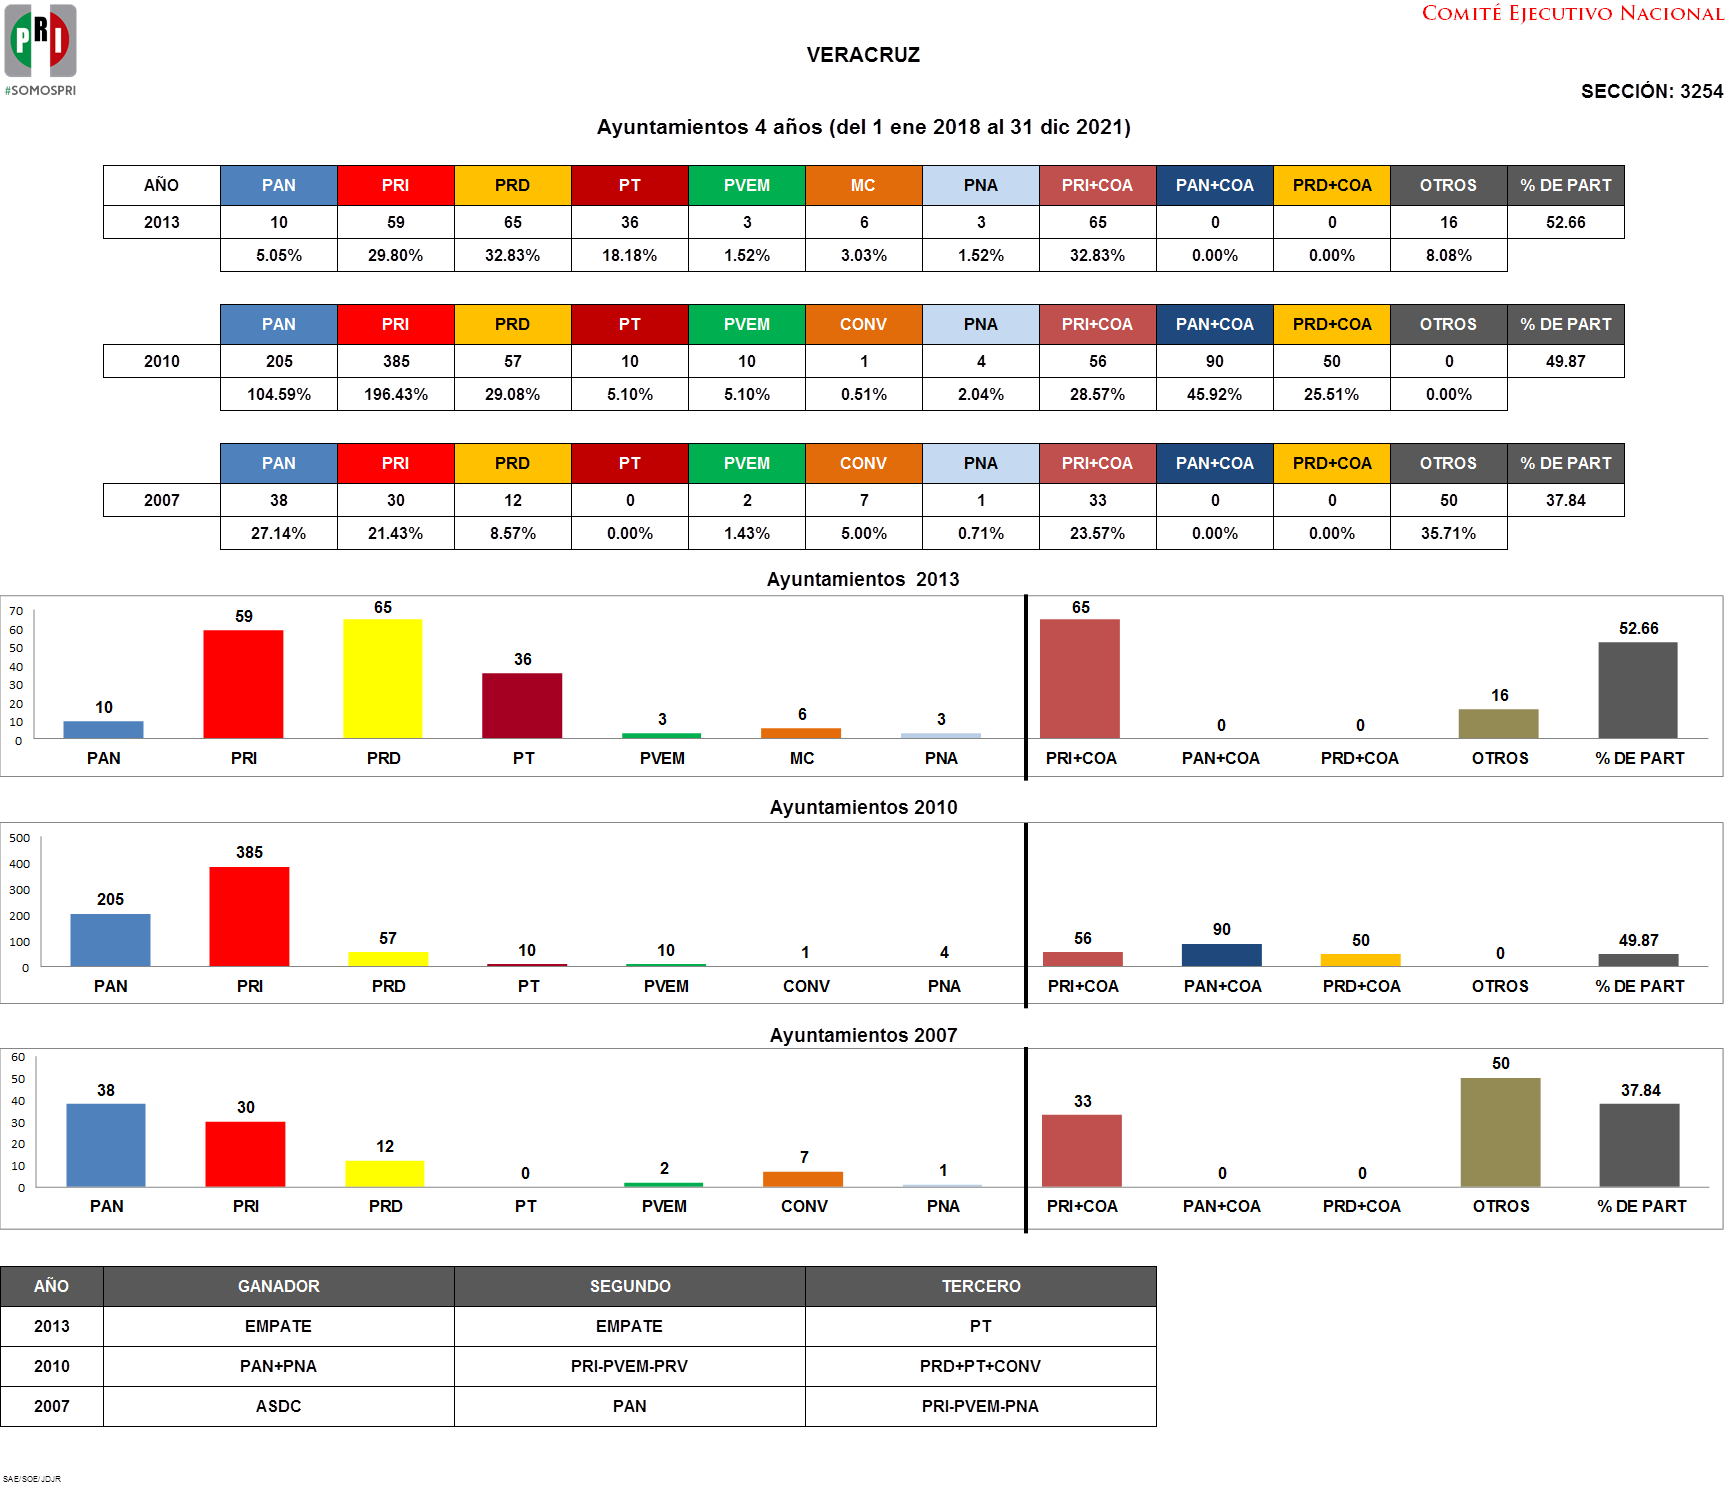 PRI
#SOMOSPRI
COMITÉ EJECUTIVO NACIONAL
VERACRUZ
SECCIÓN: 3254
Ayuntamientos 4 años (del 1 ene 2018 al 31 dic 2021)
AÑO PAN PRI PRD PT PVEM MC PNA PRI+COA PAN+COA PRD+COA OTROS % DE PART
2013 10 59 65 36 3 6 3 65 0 0 16 52.66
5.05% 29.80% 32.83% 18.18% 1.52% 3.03% 1.52% 32.83% 0.00% 0.00% 8.08%
PAN PRI PRD PT PVEM CONV PNA PRI+COA PAN+COA PRD+COA OTROS % DE PART
2010 205 385 57 10 10 1 4 56 90 50 0 49.87
104.59% 196.43% 29.08% 5.10% 5.10% 0.51% 2.04% 28.57% 45.92% 25.51% 0.00%
PAN PRI PRD PT PVEM CONV PNA PRI+COA PAN+COA PRD+COA OTROS % DE PART
2007 38 30 12 0 2 7 1 33 0 0 50 37.84
27.14% 21.43% 8.57% 0.00% 1.43% 5.00% 0.71% 23.57% 0.00% 0.00% 35.71%
Ayuntamientos 2013
70
60
50
40
30
20
10
0
10 59 65 36 3 6 3 65 0 0 16 52.66
PAN PRI PRD PT PVEM MC PNA PRI+COA PAN+COA PRD+COA OTROS % DE PART
Ayuntamientos 2010
500
400
300
200
100
0
205 385 57 10 10 1 4 56 90 50 0 49.87
PAN PRI PRD PT PVEM CONV PNA PRI+COA PAN+COA PRD+COA OTROS % DE PART
Ayuntamientos 2007
60
50
40
30
20
10
0
38 30 12 0 2 7 1 33 0 0 50 37.84
PAN PRI PRD PT PVEM CONV PNA PRI+COA PAN+COA PRD+COA OTROS % DE PART
AÑO GANADOR SEGUNDO TERCERO
2013 EMPATE EMPATE PT
2010 PAN+PNA PRI-PVEM-PRV PRD+PT+CONV
2007 ASDC PAN PRI-PVEM-PNA
SAE/SOE/JDJR